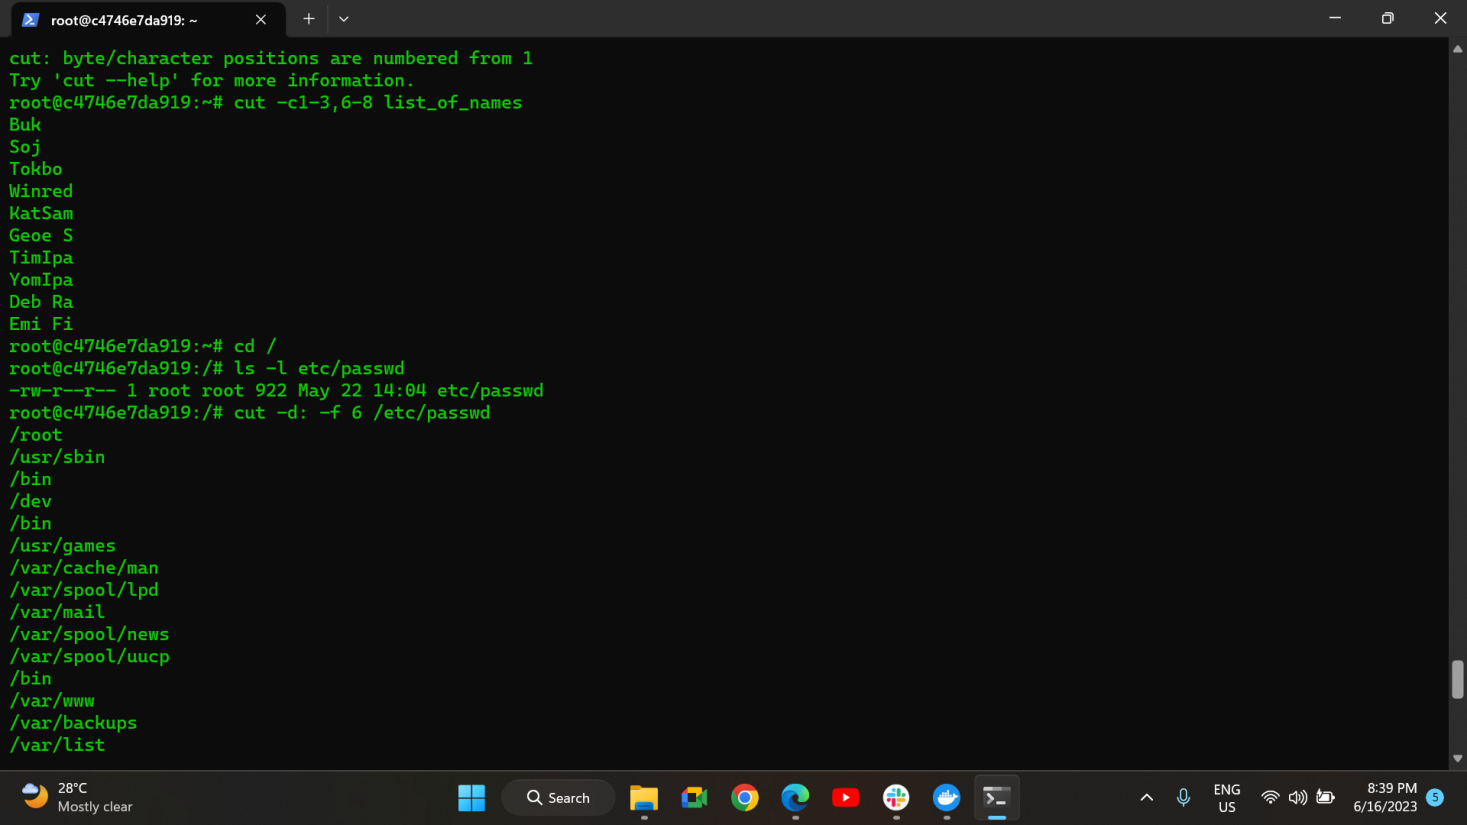 root@c4746e7da919: ~
cut: byte/character positions are numbered from 1
Try 'cut --help' for more information.
root@c4746e7da919:~# cut -c1-3,6-8 list_of_names
Buk
Soj
Tokbo
Winred
KatSam
Geoe S
TimIpa
YomIpa
Deb Ra
Emi Fi
root@c4746e7da919:~# cd /
root@c4746e7da919:/# ls -l etc/passwd
-rw-r--r-- 1 root root 922 May 22 14:04 etc/passwd
root@c4746e7da919:/# cut -d: -f 6 /etc/passwd
/root
/usr/sbin
/bin
/dev
/bin
/usr/games
/var/cache/man
/var/spool/lpd
/var/mail
/var/spool/news
/var/spool/uucp
/bin
/var/www
/var/backups
/var/list
28°C
Mostly clear
Search
ENG
US
8:39 PM
6/16/2023
5